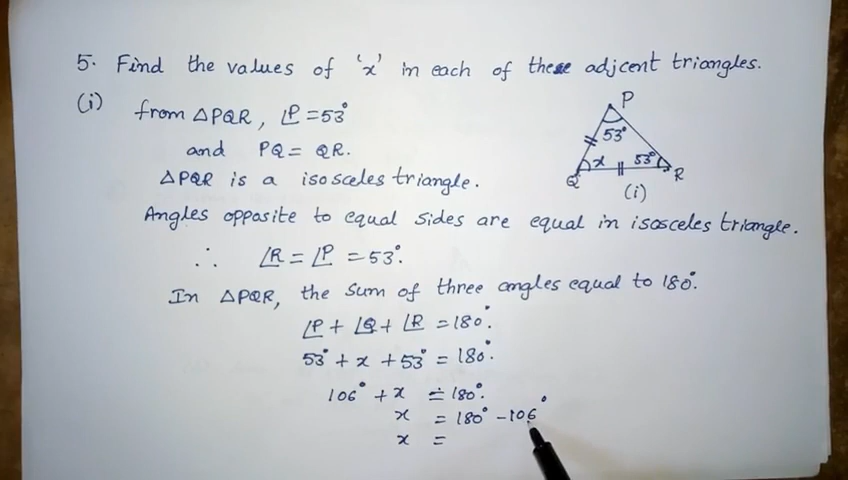 5. Find the values of 'x' in each of these adjcent triangles.
(i) from △PQR, ∠P = 53°
and PQ = QR.
△PQR is a isosceles triangle.
Angles opposite to equal sides are equal in isosceles triangle.
∴ ∠R = ∠P = 53°.
In △PQR, the sum of three angles equal to 180°.
∠P + ∠Q + ∠R = 180°.
53° + x + 53° = 180°.
106° + x = 180°.
x = 180° - 106°
x =
P
53°
x 53°
Q R
(i)